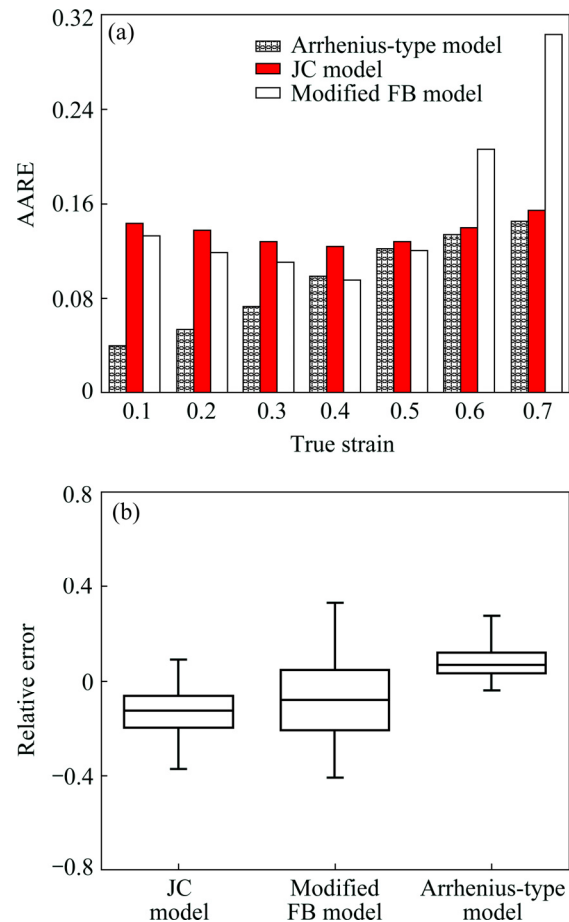 (a)
Arrhenius-type model
JC model
Modified FB model
0.32
0.24
0.16
0.08
0
AARE
0.1 0.2 0.3 0.4 0.5 0.6 0.7
True strain
(b)
0.8
0.4
0
−0.4
−0.8
Relative error
JC model
Modified FB model
Arrhenius-type model